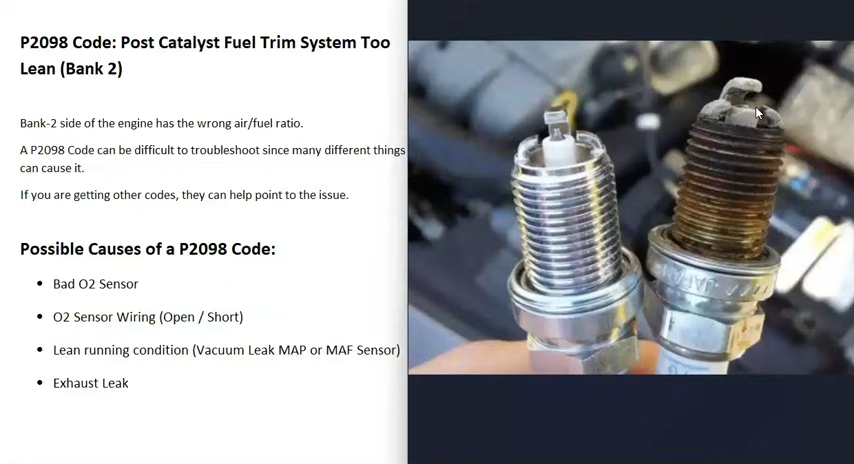 P2098 Code: Post Catalyst Fuel Trim System Too
Lean (Bank 2)
Bank-2 side of the engine has the wrong air/fuel ratio.
A P2098 Code can be difficult to troubleshoot since many different things
can cause it.
If you are getting other codes, they can help point to the issue.
Possible Causes of a P2098 Code:
Bad O2 Sensor
O2 Sensor Wiring (Open / Short)
Lean running condition (Vacuum Leak MAP or MAF Sensor)
Exhaust Leak